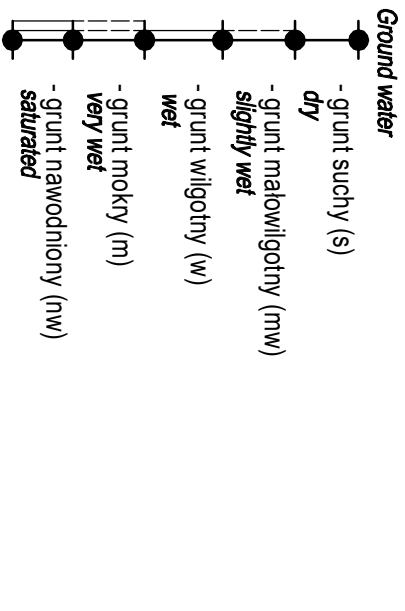 Ground water
- grunt suchy (s)
dry
- grunt małowilgotny (mw)
slightly wet
- grunt wilgotny (w)
wet
- grunt mokry (m)
very wet
- grunt nawodniony (nw)
saturated